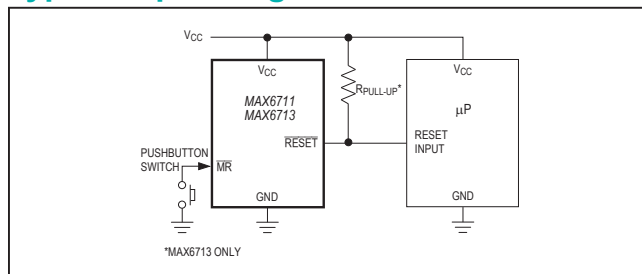 VCC
VCC
MAX6711
MAX6713
RESET
MR
GND
PUSHBUTTON
SWITCH
RPULL-UP*
VCC
μP
RESET
INPUT
GND
*MAX6713 ONLY